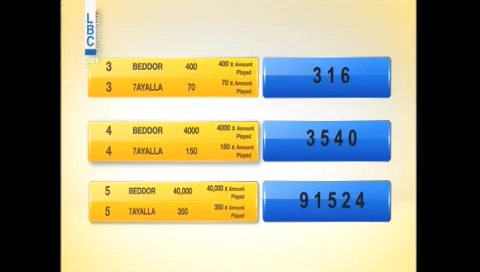 LBC
LIVE
3 BEDDOR 400 400 x Amount Played
3 7AYALLA 70 70 x Amount Played
316
4 BEDDOR 4000 4000 x Amount Played
4 7AYALLA 150 150 x Amount Played
3540
5 BEDDOR 40,000 40,000 x Amount Played
5 7AYALLA 350 350 x Amount Played
91524